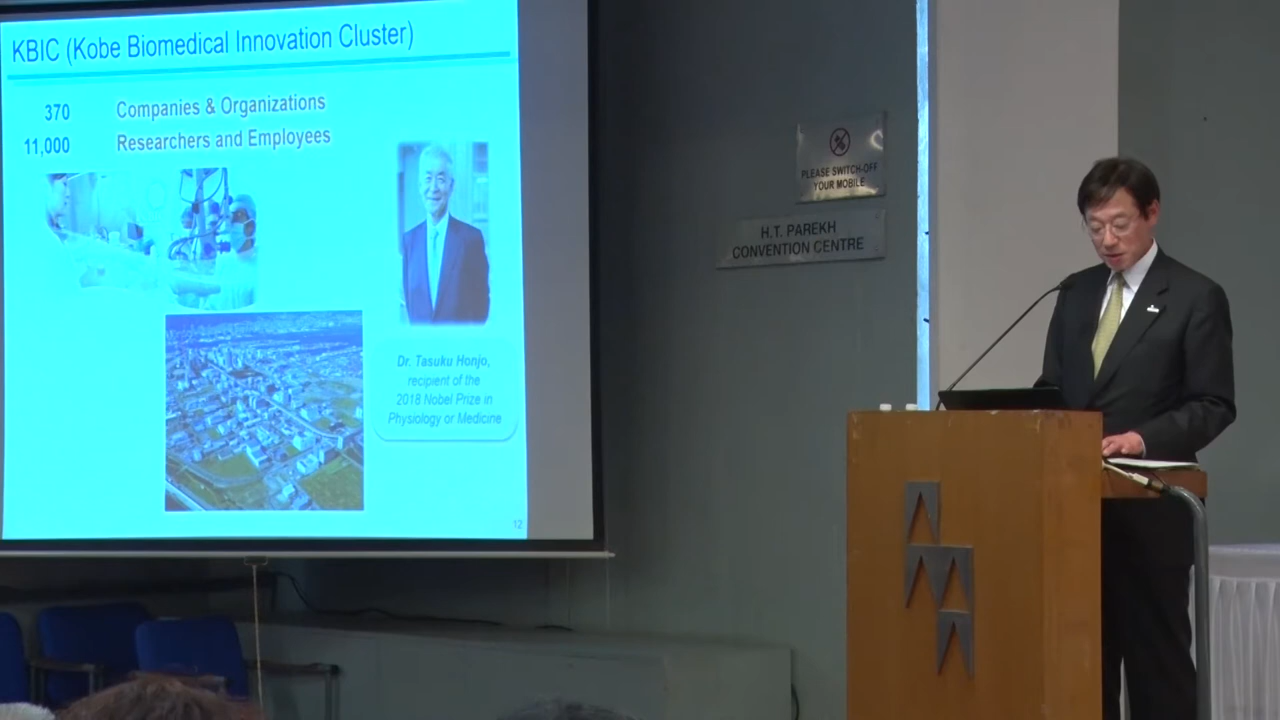 KBIC (Kobe Biomedical Innovation Cluster)
370 Companies & Organizations
11,000 Researchers and Employees
Dr. Tasuku Honjo,
recipient of the
2018 Nobel Prize in
Physiology or Medicine
12
PLEASE SWITCH-OFF
YOUR MOBILE
H.T. PAREKH
CONVENTION CENTRE